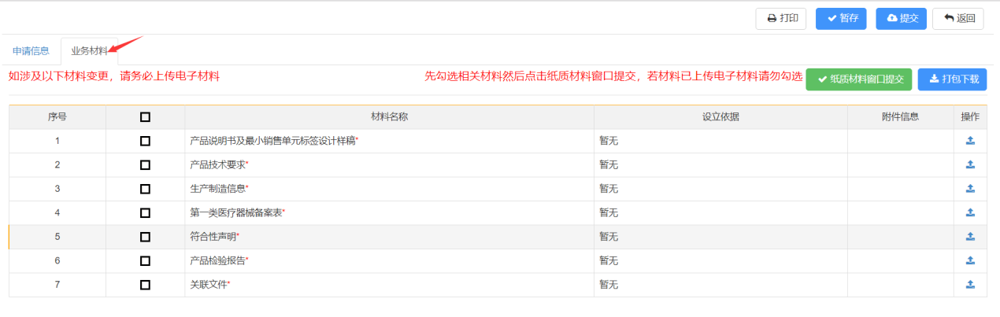 打印 暂存 提交 返回
申请信息 业务材料
如涉及以下材料变更，请务必上传电子材料 先勾选相关材料然后点击纸质材料窗口提交，若材料已上传电子材料请勿勾选 纸质材料窗口提交 打包下载
序号 材料名称 设立依据 附件信息 操作
1 产品说明书及最小销售单元标签设计样稿* 暂无
2 产品技术要求* 暂无
3 生产制造信息* 暂无
4 第一类医疗器械备案表* 暂无
5 符合性声明* 暂无
6 产品检验报告* 暂无
7 关联文件* 暂无